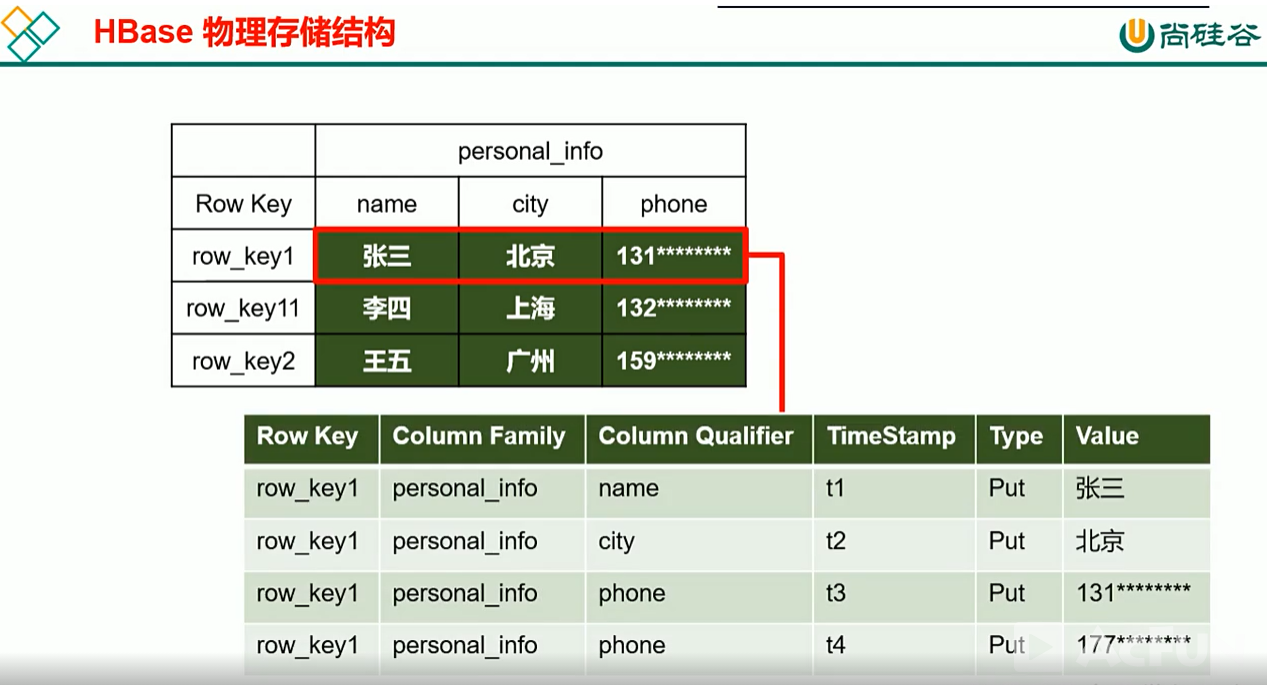 HBase 物理存储结构
尚硅谷
personal_info
Row Key name city phone
row_key1 张三 北京 131********
row_key11 李四 上海 132********
row_key2 王五 广州 159********
Row Key Column Family Column Qualifier TimeStamp Type Value
row_key1 personal_info name t1 Put 张三
row_key1 personal_info city t2 Put 北京
row_key1 personal_info phone t3 Put 131********
row_key1 personal_info phone t4 Put 177********